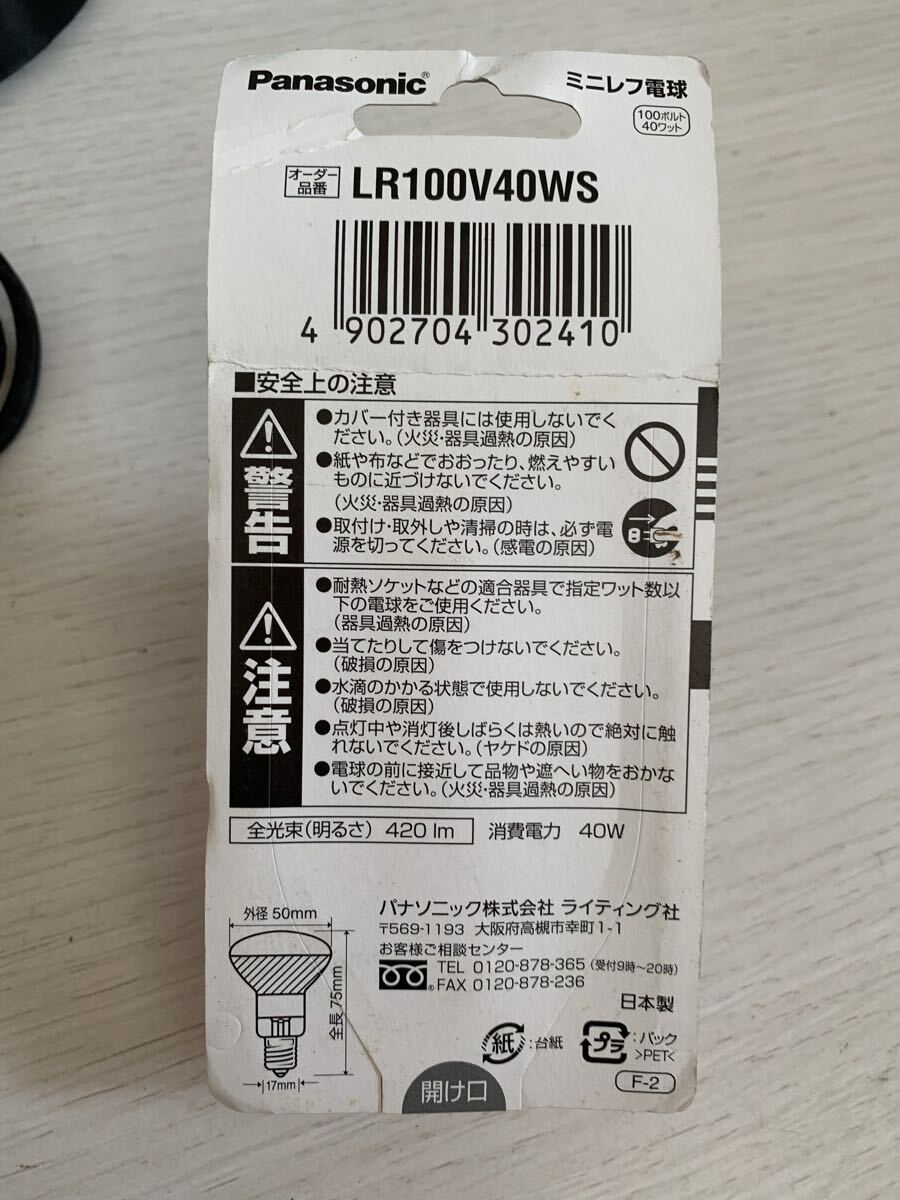 Panasonic®
ミニレフ電球
100ボルト
40ワット
オーダー
品番
LR100V40WS
4 902704 302410
■安全上の注意
警告
●カバー付き器具には使用しないでく
ださい。(火災・器具過熱の原因)
●紙や布などでおおったり、燃えやすい
ものに近づけないでください。
(火災・器具過熱の原因)
●取付け・取外しや清掃の時は、必ず電
源を切ってください。(感電の原因)
注意
●耐熱ソケットなどの適合器具で指定ワット数以
下の電球をご使用ください。
(器具過熱の原因)
●当てたりして傷をつけないでください。
(破損の原因)
●水滴のかかる状態で使用しないでください。
(破損の原因)
●点灯中や消灯後しばらくは熱いので絶対に触
れないでください。(ヤケドの原因)
●電球の前に接近して品物や遮へい物をおかな
いでください。(火災・器具過熱の原因)
全光束(明るさ) 420 lm
消費電力 40W
外径 50mm
全長 75mm
17mm
パナソニック株式会社 ライティング社
〒569-1193 大阪府高槻市幸町1-1
お客様ご相談センター
TEL 0120-878-365 (受付9時〜20時)
FAX 0120-878-236
日本製
紙 :台紙
プラ :パック
>PET<
F-2
開け口